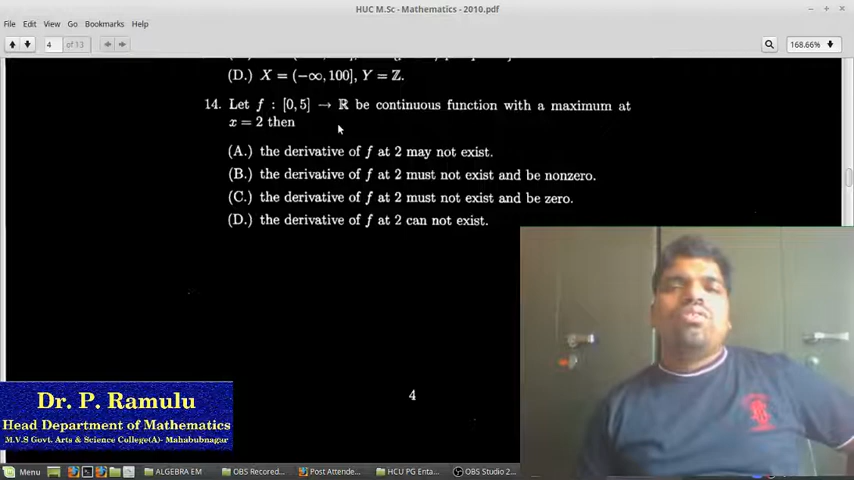 HUC M.Sc - Mathematics - 2010.pdf
File Edit View Go Bookmarks Help
4 of 13
168.66%
(D.) X = (−∞, 100], Y = ℤ.
14. Let f : [0, 5] → ℝ be continuous function with a maximum at
x = 2 then
(A.) the derivative of f at 2 may not exist.
(B.) the derivative of f at 2 must not exist and be nonzero.
(C.) the derivative of f at 2 must not exist and be zero.
(D.) the derivative of f at 2 can not exist.
4
Dr. P. Ramulu
Head Department of Mathematics
M.V.S Govt. Arts & Science College(A)- Mahabubnagar
Menu ALGEBRA EM OBS Recored... Post Attende... HCU PG Enta... OBS Studio 2...